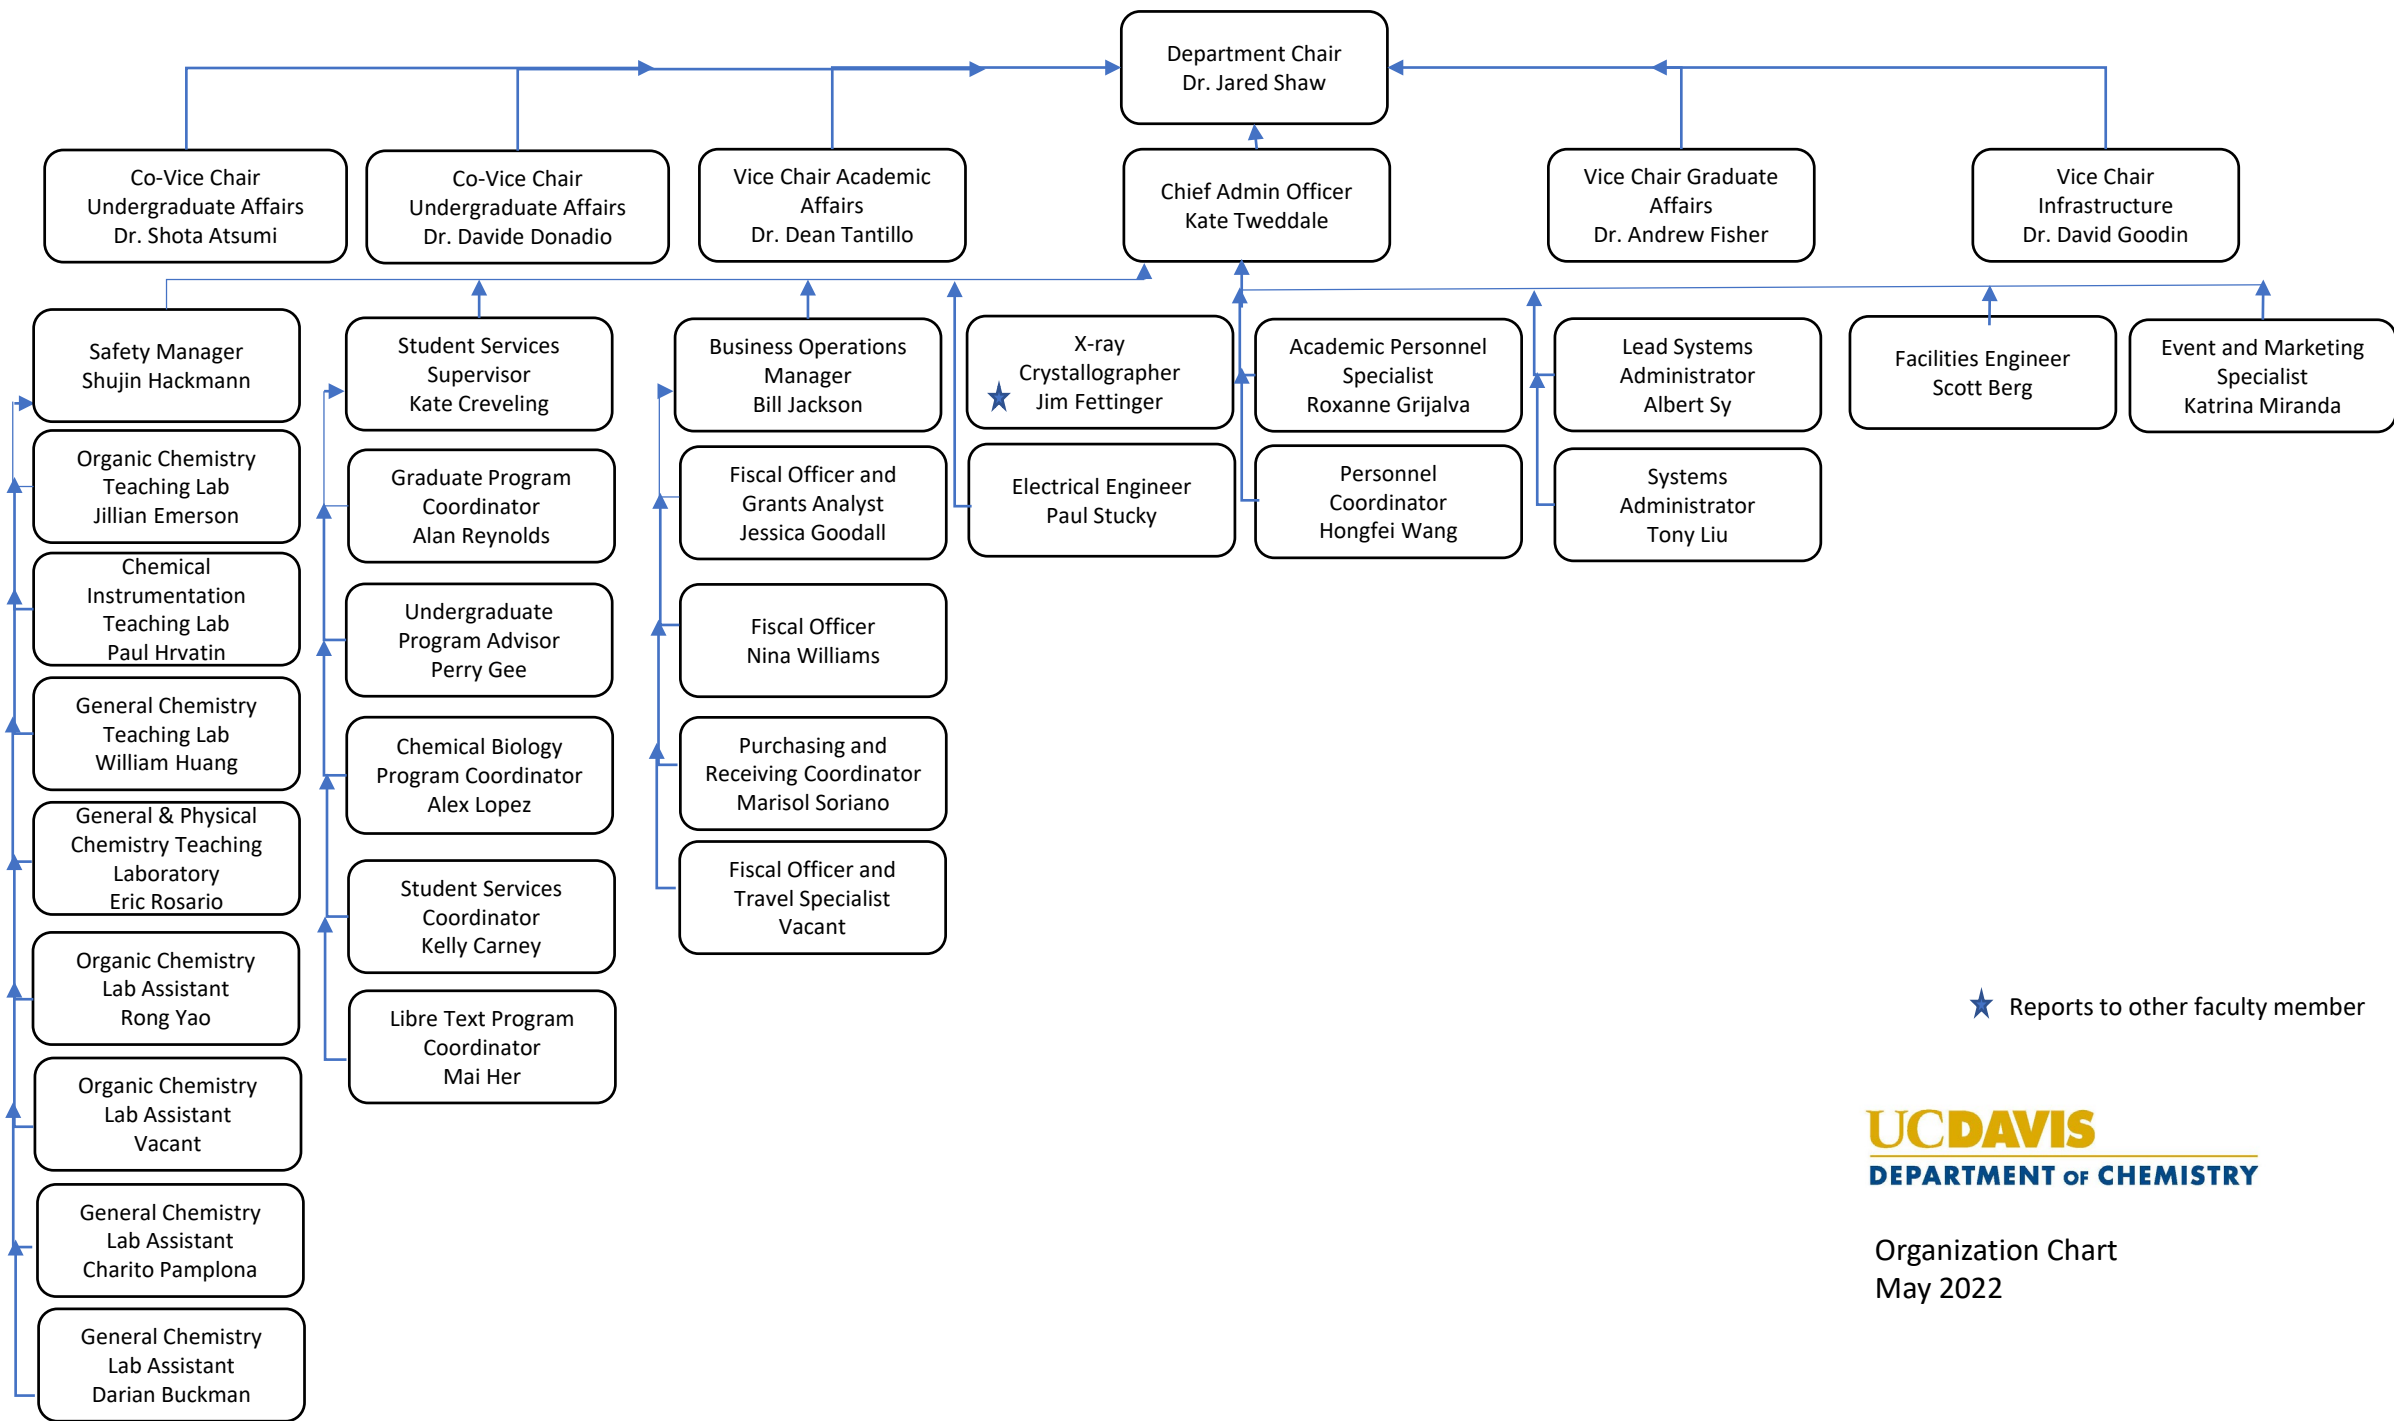 Department Chair
Dr. Jared Shaw
Co-Vice Chair
Undergraduate Affairs
Dr. Shota Atsumi
Co-Vice Chair
Undergraduate Affairs
Dr. Davide Donadio
Vice Chair Academic
Affairs
Dr. Dean Tantillo
Chief Admin Officer
Kate Tweddale
Vice Chair Graduate
Affairs
Dr. Andrew Fisher
Vice Chair
Infrastructure
Dr. David Goodin
Safety Manager
Shujin Hackmann
Student Services
Supervisor
Kate Creveling
Business Operations
Manager
Bill Jackson
X-ray
Crystallographer
Jim Fettinger
Academic Personnel
Specialist
Roxanne Grijalva
Lead Systems
Administrator
Albert Sy
Facilities Engineer
Scott Berg
Event and Marketing
Specialist
Katrina Miranda
Organic Chemistry
Teaching Lab
Jillian Emerson
Graduate Program
Coordinator
Alan Reynolds
Fiscal Officer and
Grants Analyst
Jessica Goodall
Electrical Engineer
Paul Stucky
Personnel
Coordinator
Hongfei Wang
Systems
Administrator
Tony Liu
Chemical
Instrumentation
Teaching Lab
Paul Hrvatin
Undergraduate
Program Advisor
Perry Gee
Fiscal Officer
Nina Williams
General Chemistry
Teaching Lab
William Huang
Chemical Biology
Program Coordinator
Alex Lopez
Purchasing and
Receiving Coordinator
Marisol Soriano
General & Physical
Chemistry Teaching
Laboratory
Eric Rosario
Student Services
Coordinator
Kelly Carney
Fiscal Officer and
Travel Specialist
Vacant
Organic Chemistry
Lab Assistant
Rong Yao
Libre Text Program
Coordinator
Mai Her
Organic Chemistry
Lab Assistant
Vacant
General Chemistry
Lab Assistant
Charito Pamplona
General Chemistry
Lab Assistant
Darian Buckman
Reports to other faculty member
UCDAVIS
DEPARTMENT OF CHEMISTRY
Organization Chart
May 2022